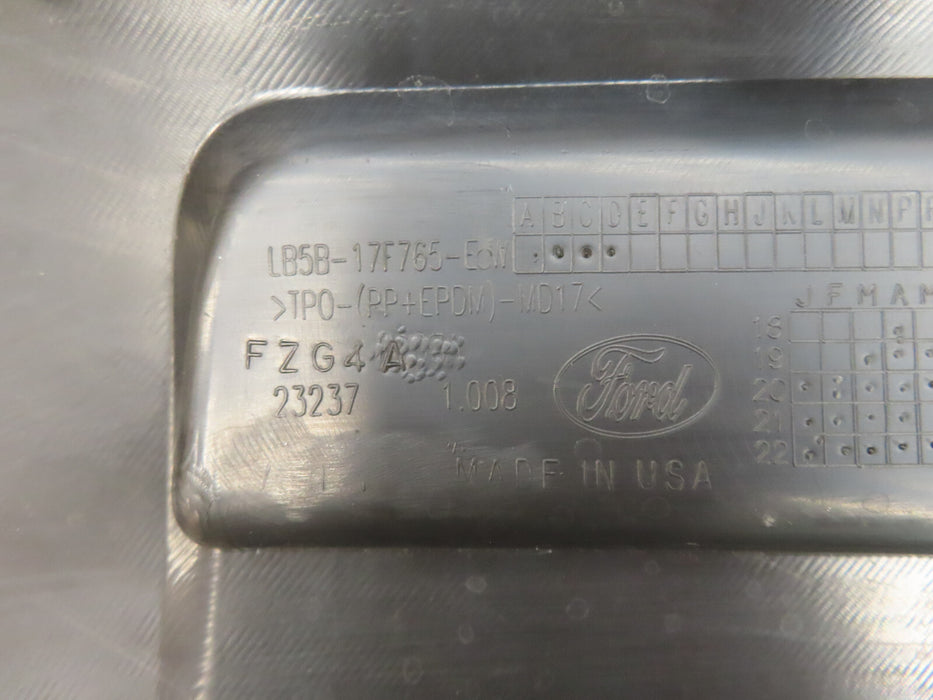 A B C D E F G H J K L M N P
LB5B-17F765-E
>TPO-(PP+EPDM)-MD17<
J F M A M
18
FZG4A
19
23237 1.008
Ford
20
21
22
MADE IN USA